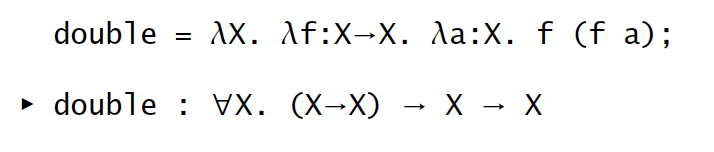 double = λX. λf:X→X. λa:X. f (f a);
▸ double : ∀X. (X→X) → X → X